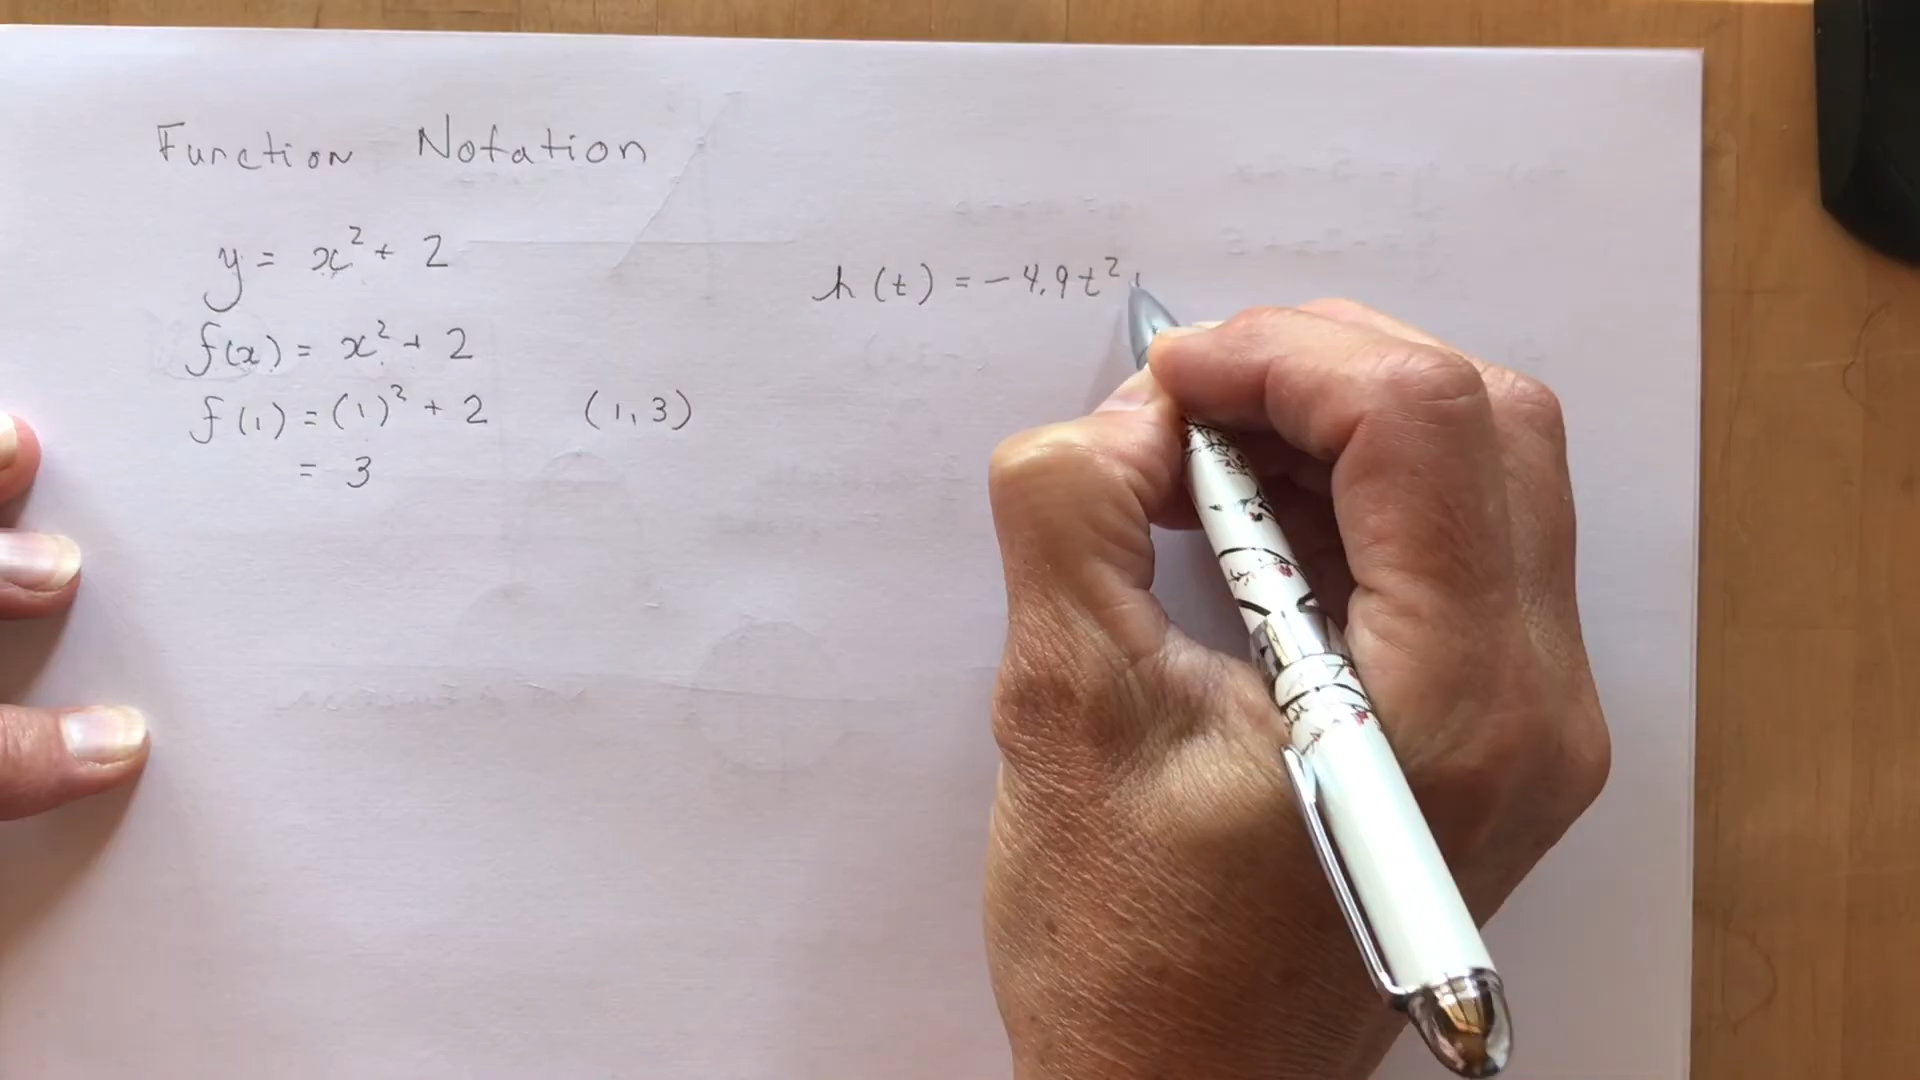 Function Notation
y = x² + 2
f(x) = x² + 2
f(1) = (1)² + 2 (1,3)
= 3
h(t) = -4.9t²